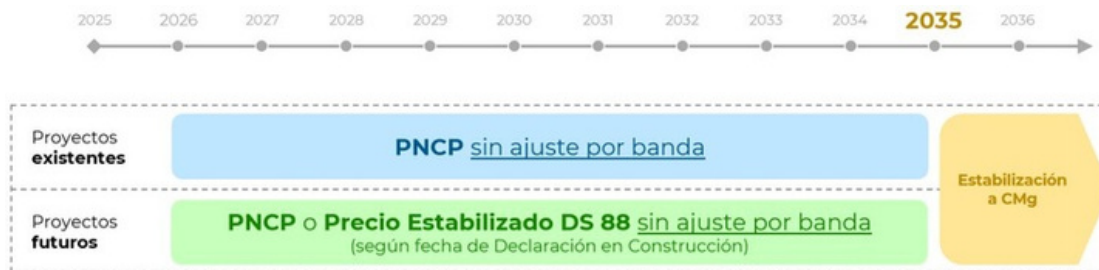 2025 2026 2027 2028 2029 2030 2031 2032 2033 2034 2035 2036
Proyectos
existentes
PNCP sin ajuste por banda
Estabilización
a CMg
Proyectos
futuros
PNCP o Precio Estabilizado DS 88 sin ajuste por banda
(según fecha de Declaración en Construcción)